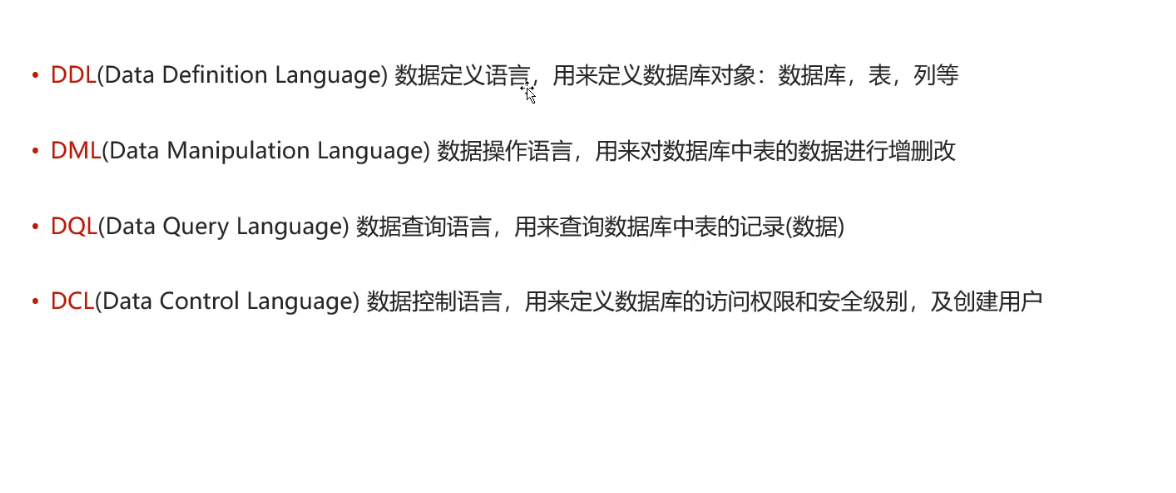 • DDL(Data Definition Language) 数据定义语言，用来定义数据库对象：数据库，表，列等
• DML(Data Manipulation Language) 数据操作语言，用来对数据库中表的数据进行增删改
• DQL(Data Query Language) 数据查询语言，用来查询数据库中表的记录(数据)
• DCL(Data Control Language) 数据控制语言，用来定义数据库的访问权限和安全级别，及创建用户